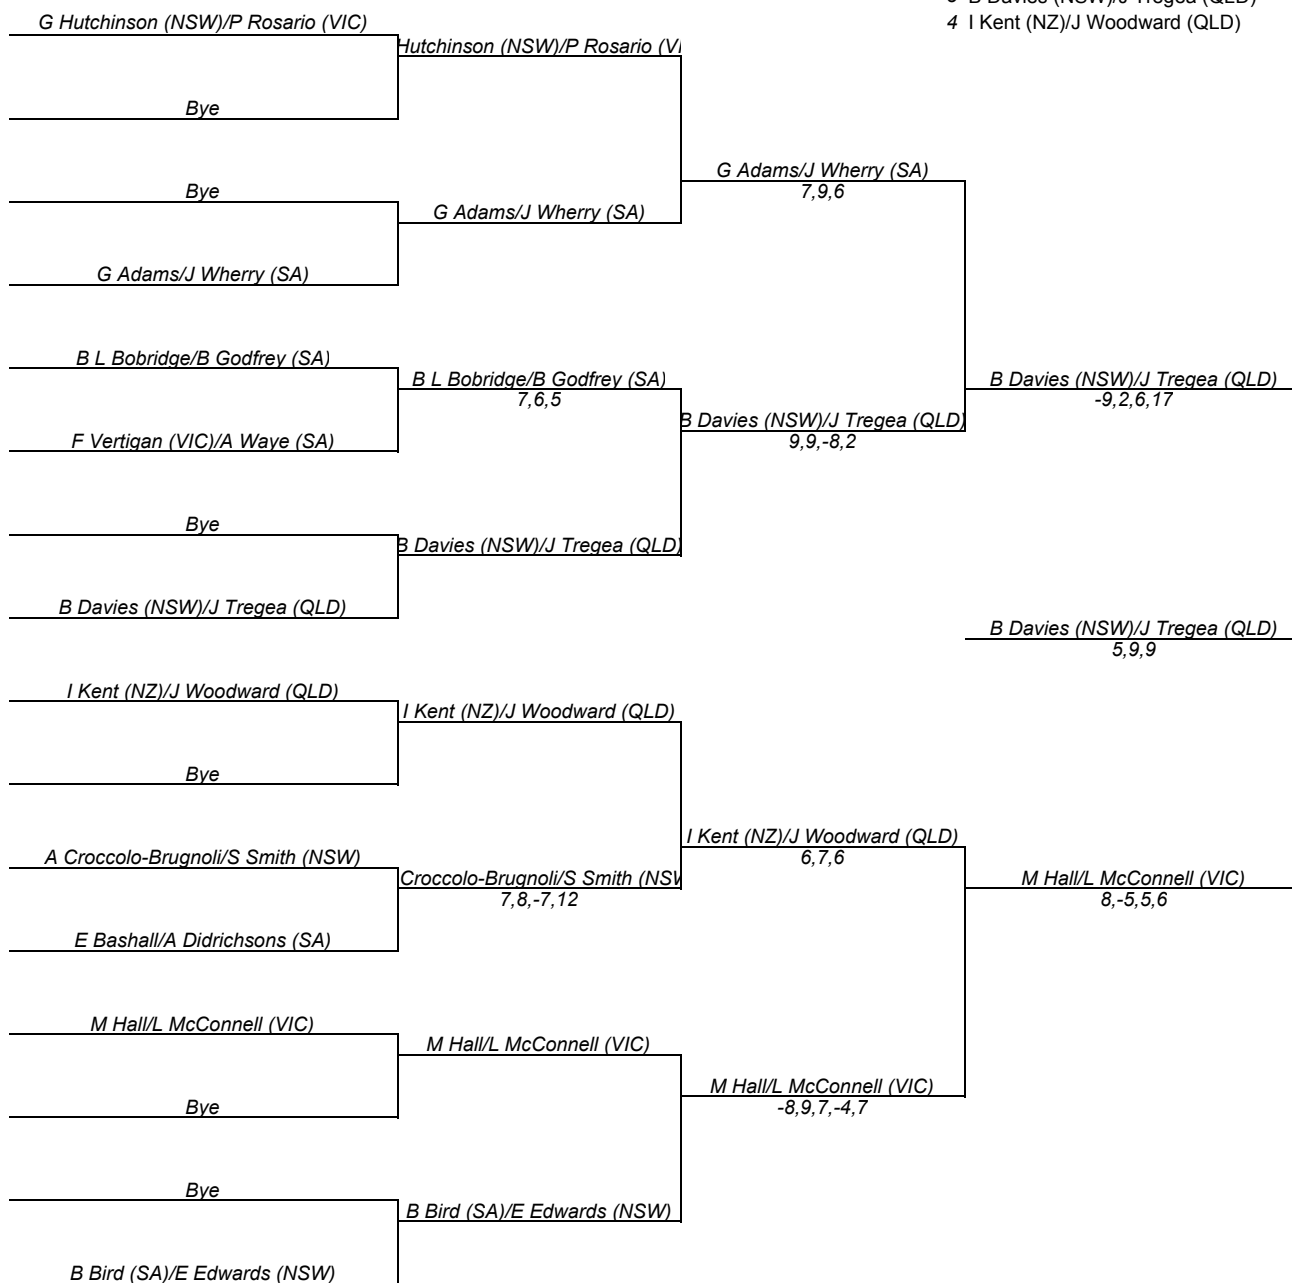 3 B Davies (NSW)/J Tregea (QLD)
4 I Kent (NZ)/J Woodward (QLD)
G Hutchinson (NSW)/P Rosario (VIC)
Hutchinson (NSW)/P Rosario (VI
Bye
G Adams/J Wherry (SA)
7,9,6
Bye
G Adams/J Wherry (SA)
G Adams/J Wherry (SA)
B L Bobridge/B Godfrey (SA)
B L Bobridge/B Godfrey (SA)
7,6,5
B Davies (NSW)/J Tregea (QLD)
-9,2,6,17
B Davies (NSW)/J Tregea (QLD)
9,9,-8,2
F Vertigan (VIC)/A Waye (SA)
Bye
B Davies (NSW)/J Tregea (QLD)
B Davies (NSW)/J Tregea (QLD)
B Davies (NSW)/J Tregea (QLD)
5,9,9
I Kent (NZ)/J Woodward (QLD)
I Kent (NZ)/J Woodward (QLD)
Bye
I Kent (NZ)/J Woodward (QLD)
6,7,6
A Croccolo-Brugnoli/S Smith (NSW)
Croccolo-Brugnoli/S Smith (NSW
7,8,-7,12
M Hall/L McConnell (VIC)
8,-5,5,6
E Bashall/A Didrichsons (SA)
M Hall/L McConnell (VIC)
M Hall/L McConnell (VIC)
M Hall/L McConnell (VIC)
-8,9,7,-4,7
Bye
Bye
B Bird (SA)/E Edwards (NSW)
B Bird (SA)/E Edwards (NSW)